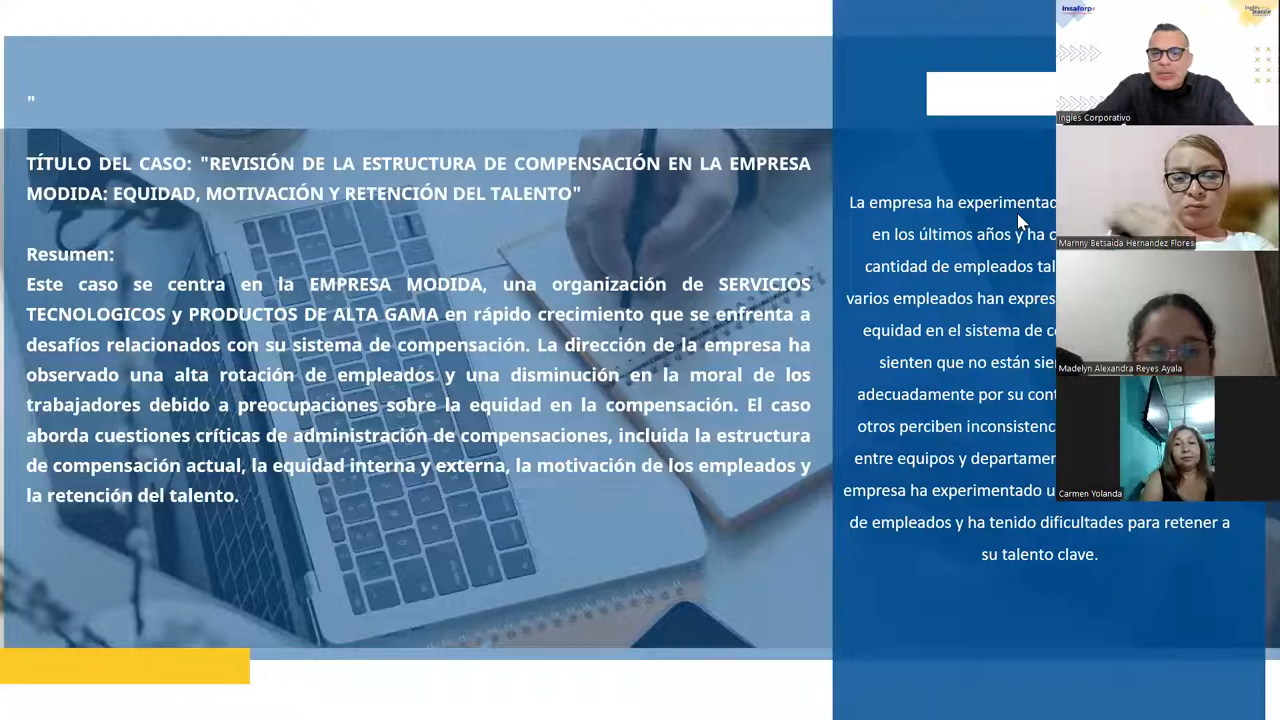 "
TÍTULO DEL CASO: "REVISIÓN DE LA ESTRUCTURA DE COMPENSACIÓN EN LA EMPRESA
MODIDA: EQUIDAD, MOTIVACIÓN Y RETENCIÓN DEL TALENTO"
Resumen:
Este caso se centra en la EMPRESA MODIDA, una organización de SERVICIOS
TECNOLOGICOS y PRODUCTOS DE ALTA GAMA en rápido crecimiento que se enfrenta a
desafíos relacionados con su sistema de compensación. La dirección de la empresa ha
observado una alta rotación de empleados y una disminución en la moral de los
trabajadores debido a preocupaciones sobre la equidad en la compensación. El caso
aborda cuestiones críticas de administración de compensaciones, incluida la estructura
de compensación actual, la equidad interna y externa, la motivación de los empleados y
la retención del talento.
La empresa ha
en los últimos años y ha
cantidad de empleados
varios empleados han
equidad en el sistema de
sienten que no están
adecuadamente por su
otros perciben
entre equipos y
empresa ha experimentado
de empleados y ha tenido dificultades para retener a
su talento clave.
Insaforp
Ingles Corporativo
Marnny Betsaida Hernandez Flores
Madelyn Alexandra Reyes Ayala
Carmen Yolanda